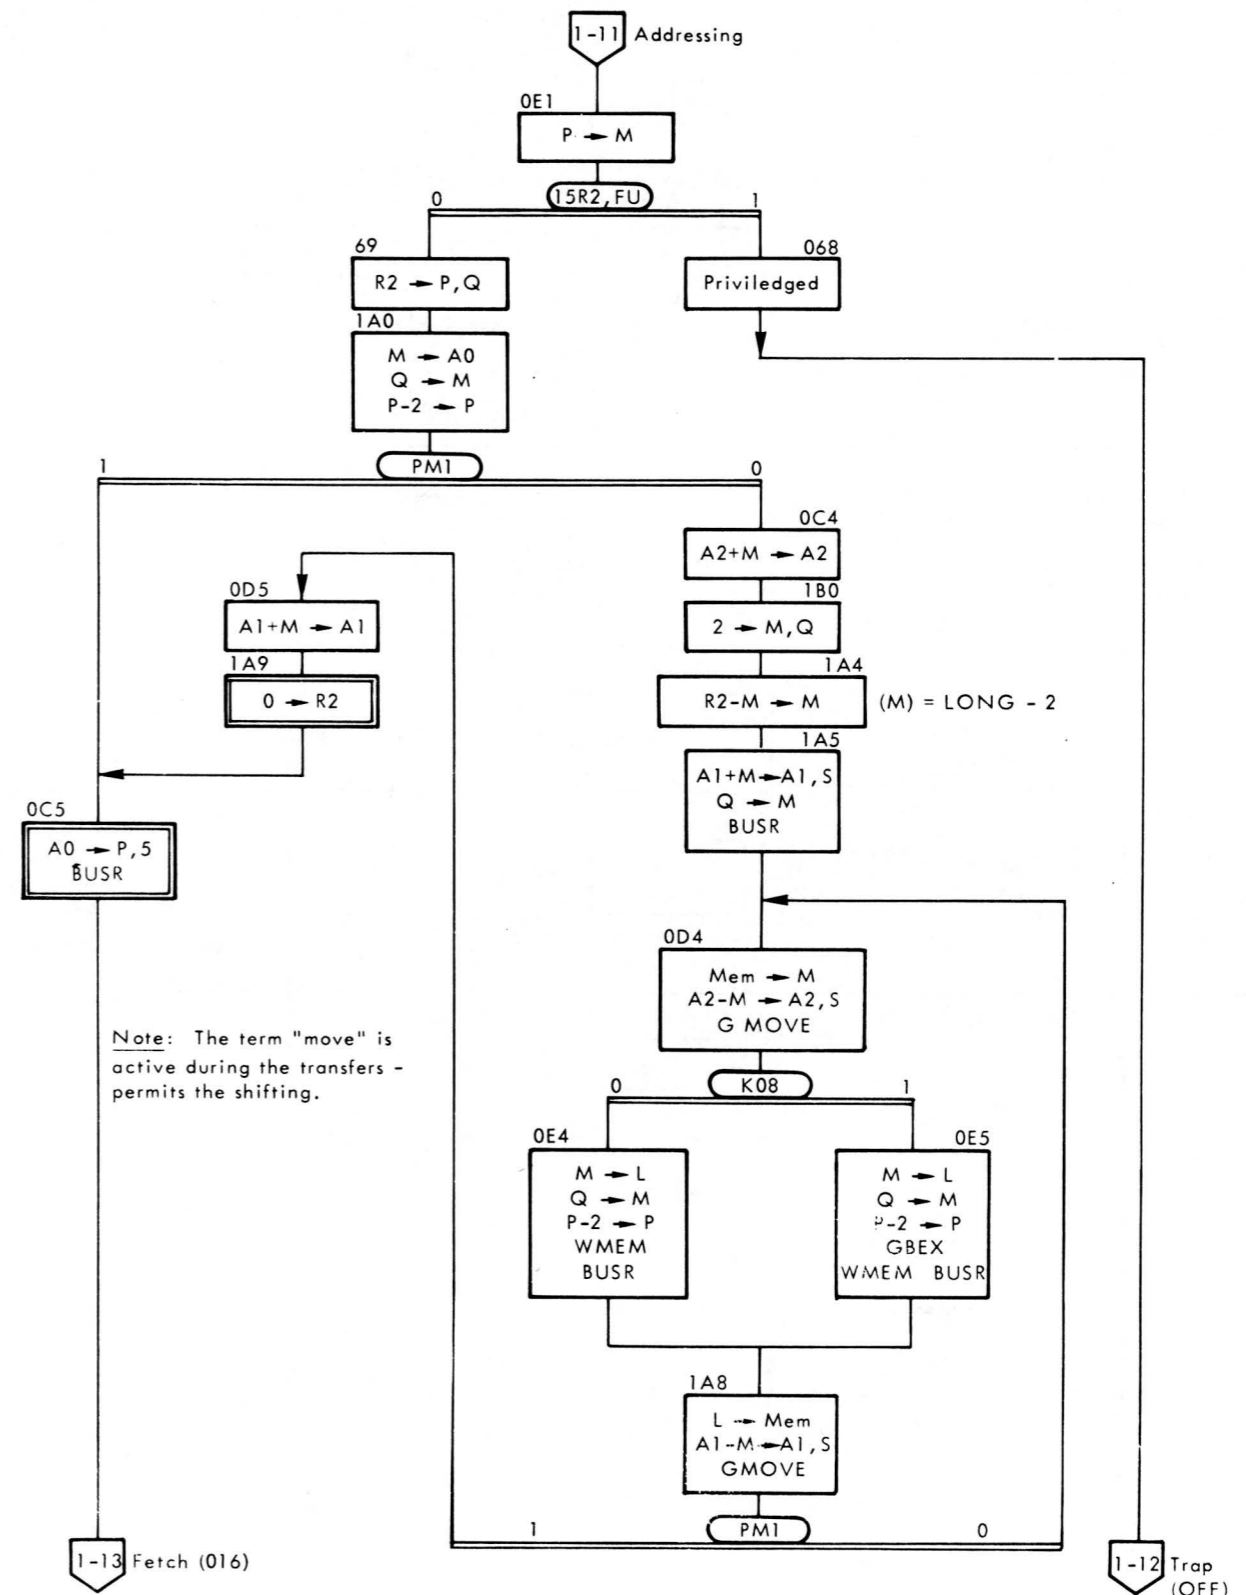 1-11 Addressing
0E1
P → M
15R2, FU
0 1
69
R2 → P, Q
068
Priviledged
1A0
M → A0
Q → M
P-2 → P
PM1
1 0
0C4
A2+M → A2
1B0
2 → M, Q
1A4
R2-M → M (M) = LONG - 2
1A5
A1+M → A1, S
Q → M
BUSR
0D5
A1+M → A1
1A9
0 → R2
0C5
A0 → P, 5
BUSR
0D4
Mem → M
A2-M → A2, S
G MOVE
K08
0 1
Note: The term "move" is
active during the transfers -
permits the shifting.
0E4
M → L
Q → M
P-2 → P
WMEM
BUSR
0E5
M → L
Q → M
P-2 → P
GBEX
WMEM BUSR
1A8
L → Mem
A1-M → A1, S
GMOVE
PM1
1 0
1-13 Fetch (016)
1-12 Trap
(OFF)